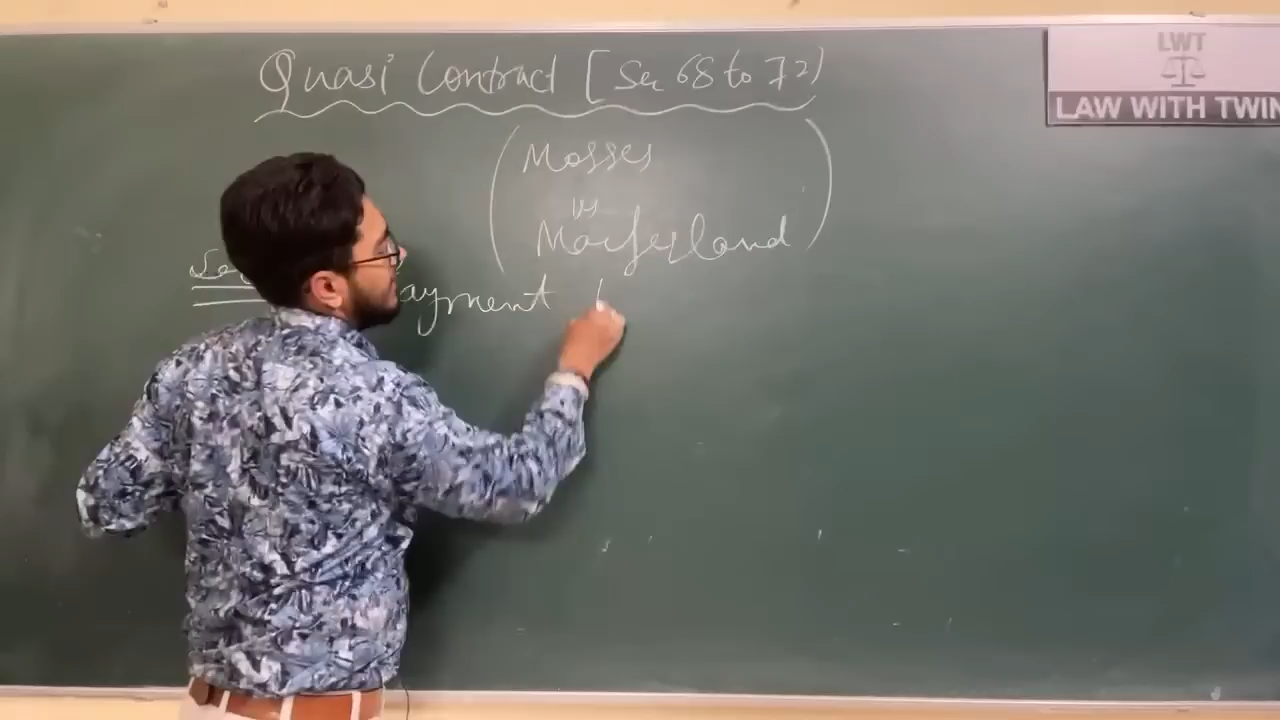 Quasi Contract [Sec 68 to 72)
(Mosses
vs
Macferland)
ayment
LWT
LAW WITH TWIN